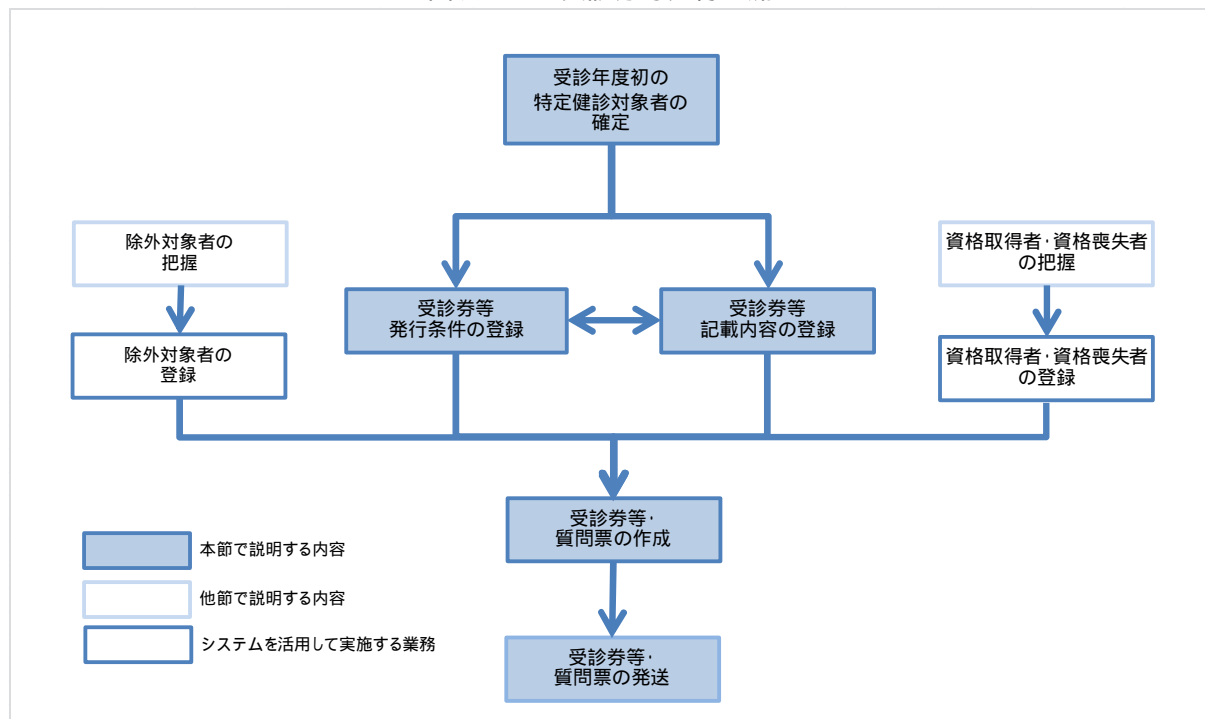 受診年度初の
特定健診対象者の
確定
除外対象者の
把握
資格取得者・資格喪失者
の把握
受診券等
発行条件の登録
受診券等
記載内容の登録
除外対象者の
登録
資格取得者・資格喪失者
の登録
受診券等・
質問票の作成
本節で説明する内容
他節で説明する内容
システムを活用して実施する業務
受診券等・
質問票の発送